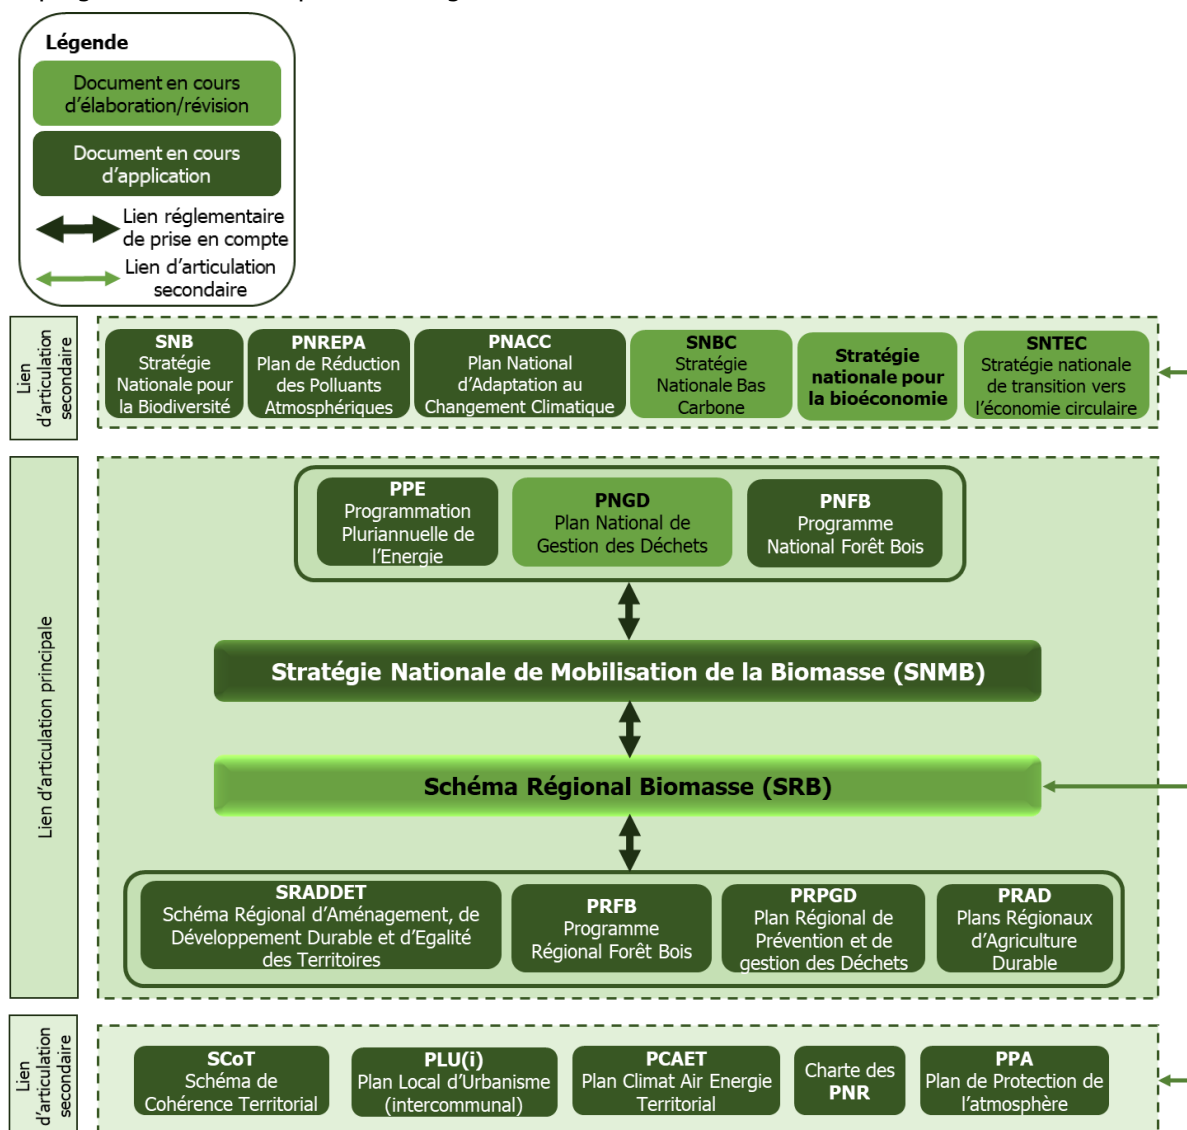 Légende
Document en cours
d’élaboration/révision
Document en cours
d’application
Lien réglementaire
de prise en compte
Lien d’articulation
secondaire
Lien
d’articulation
secondaire
SNB
Stratégie
Nationale pour
la Biodiversité
PNREPA
Plan de Réduction
des Polluants
Atmosphériques
PNACC
Plan National
d’Adaptation au
Changement Climatique
SNBC
Stratégie
Nationale Bas
Carbone
Stratégie
nationale pour
la bioéconomie
SNTEC
Stratégie nationale
de transition vers
l’économie circulaire
Lien d’articulation principale
PPE
Programmation
Pluriannuelle de
l’Energie
PNGD
Plan National de
Gestion des Déchets
PNFB
Programme
National Forêt Bois
Stratégie Nationale de Mobilisation de la Biomasse (SNMB)
Schéma Régional Biomasse (SRB)
SRADDET
Schéma Régional d’Aménagement, de
Développement Durable et d’Egalité
des Territoires
PRFB
Programme
Régional Forêt Bois
PRPGD
Plan Régional de
Prévention et de
gestion des Déchets
PRAD
Plans Régionaux
d’Agriculture
Durable
Lien
d’articulation
secondaire
SCoT
Schéma de
Cohérence Territorial
PLU(i)
Plan Local d’Urbanisme
(intercommunal)
PCAET
Plan Climat Air Energie
Territorial
Charte des
PNR
PPA
Plan de Protection de
l’atmosphère